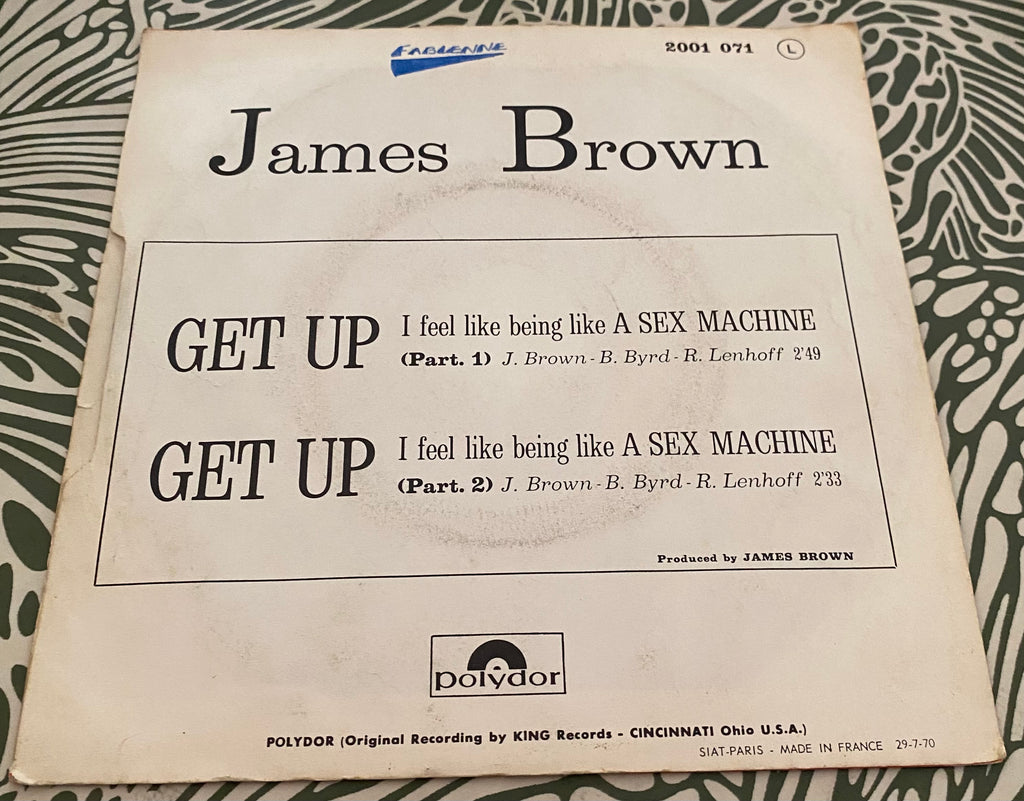 FABIENNE
2001 071 L
James Brown
GET UP I feel like being like A SEX MACHINE
(Part. 1) J. Brown - B. Byrd - R. Lenhoff 2'49
GET UP I feel like being like A SEX MACHINE
(Part. 2) J. Brown - B. Byrd - R. Lenhoff 2'33
Produced by JAMES BROWN
polydor
POLYDOR (Original Recording by KING Records - CINCINNATI Ohio U.S.A.)
SIAT-PARIS - MADE IN FRANCE 29-7-70